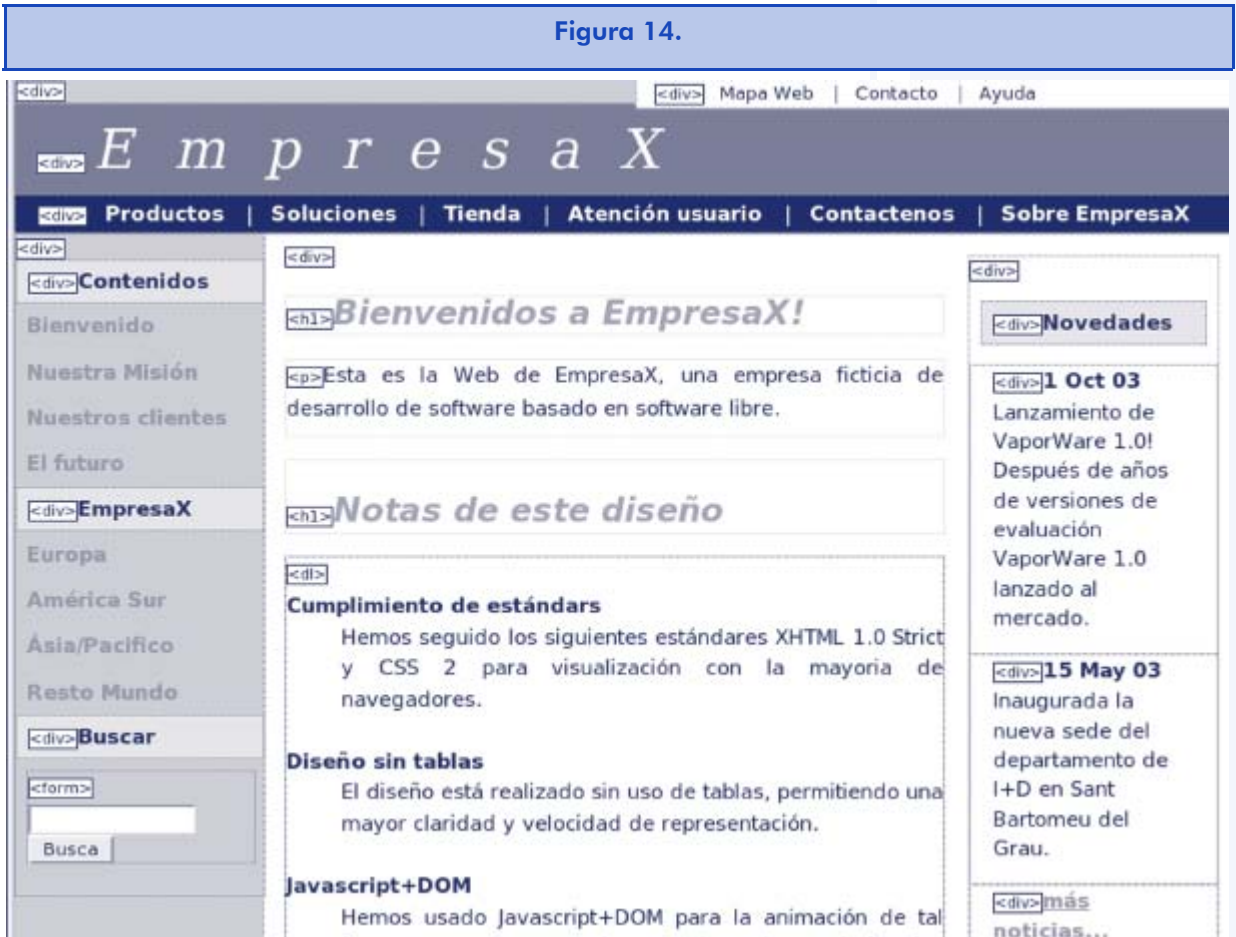 Figura 14.
<div>
<div> Mapa Web | Contacto | Ayuda
<div> E m p r e s a X
<div> Productos | Soluciones | Tienda | Atención usuario | Contactenos | Sobre EmpresaX
<div>
<div>Contenidos
Bienvenido
Nuestra Misión
Nuestros clientes
El futuro
<div>EmpresaX
Europa
América Sur
Ásia/Pacifico
Resto Mundo
<div>Buscar
<form>
Busca
<div>
<h1>Bienvenidos a EmpresaX!
<p>Esta es la Web de EmpresaX, una empresa ficticia de
desarrollo de software basado en software libre.
<h1>Notas de este diseño
<dl>
Cumplimiento de estándars
Hemos seguido los siguientes estándares XHTML 1.0 Strict
y CSS 2 para visualización con la mayoria de
navegadores.
Diseño sin tablas
El diseño está realizado sin uso de tablas, permitiendo una
mayor claridad y velocidad de representación.
Javascript+DOM
Hemos usado Javascript+DOM para la animación de tal
<div>
<div>Novedades
<div>1 Oct 03
Lanzamiento de
VaporWare 1.0!
Después de años
de versiones de
evaluación
VaporWare 1.0
lanzado al
mercado.
<div>15 May 03
Inaugurada la
nueva sede del
departamento de
I+D en Sant
Bartomeu del
Grau.
<div>más
noticias...